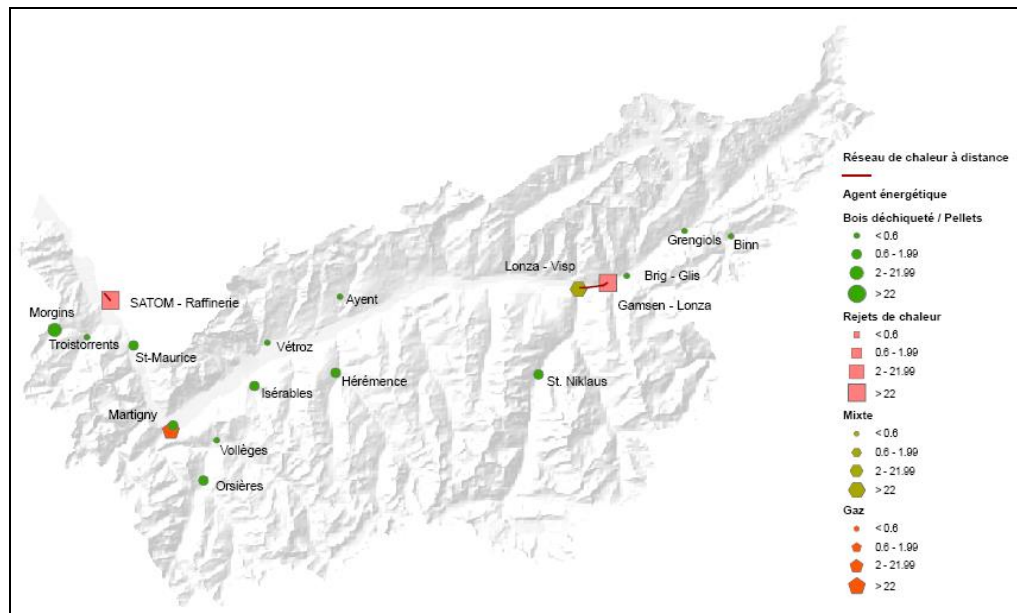 Réseau de chaleur à distance
Agent énergétique
Bois déchiqueté / Pellets
< 0.6
0.6 - 1.99
2 - 21.99
> 22
Rejets de chaleur
< 0.6
0.6 - 1.99
2 - 21.99
> 22
Mixte
< 0.6
0.6 - 1.99
2 - 21.99
> 22
Gaz
< 0.6
0.6 - 1.99
2 - 21.99
> 22
Grengiols
Binn
Lonza - Visp
Brig - Glis
Gamsen - Lonza
SATOM - Raffinerie
Ayent
Morgins
Troistorrents
St-Maurice
Vétroz
Isérables
Hérémence
St. Niklaus
Martigny
Vollèges
Orsières